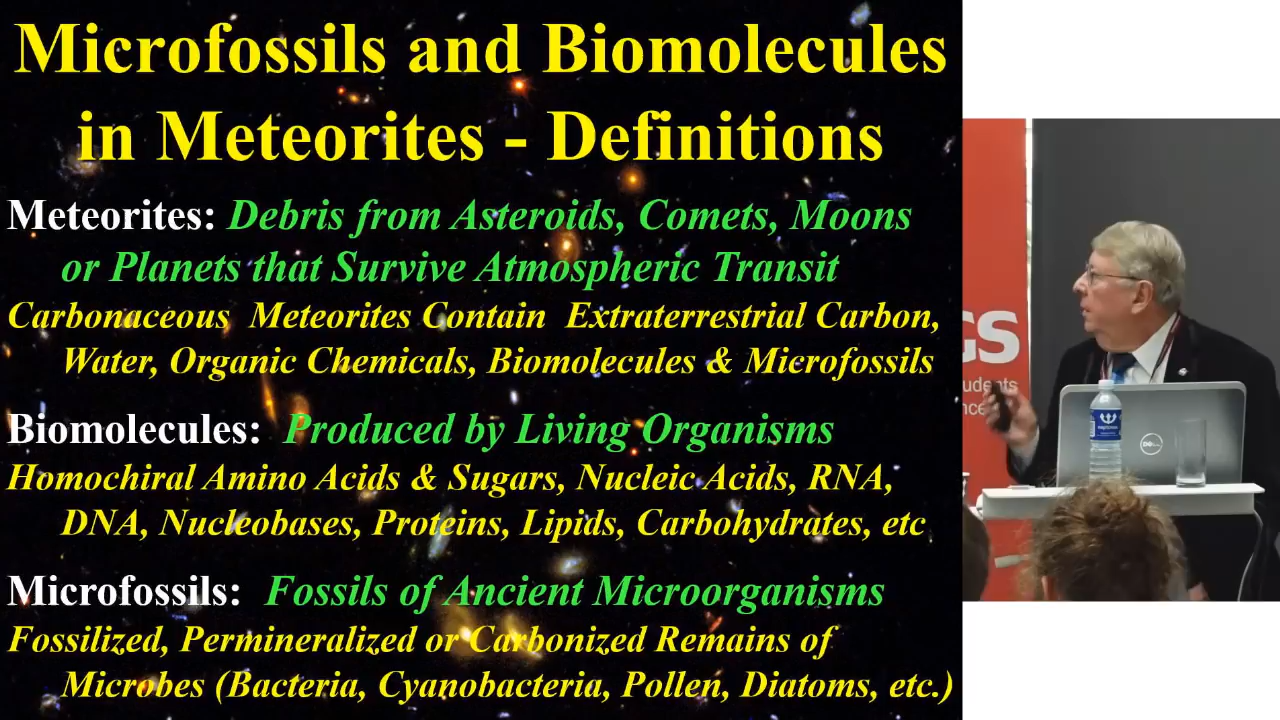 Microfossils and Biomolecules
in Meteorites - Definitions
Meteorites: Debris from Asteroids, Comets, Moons
or Planets that Survive Atmospheric Transit
Carbonaceous Meteorites Contain Extraterrestrial Carbon,
Water, Organic Chemicals, Biomolecules & Microfossils
Biomolecules: Produced by Living Organisms
Homochiral Amino Acids & Sugars, Nucleic Acids, RNA,
DNA, Nucleobases, Proteins, Lipids, Carbohydrates, etc
Microfossils: Fossils of Ancient Microorganisms
Fossilized, Permineralized or Carbonized Remains of
Microbes (Bacteria, Cyanobacteria, Pollen, Diatoms, etc.)
GS
udents
nce
DELL